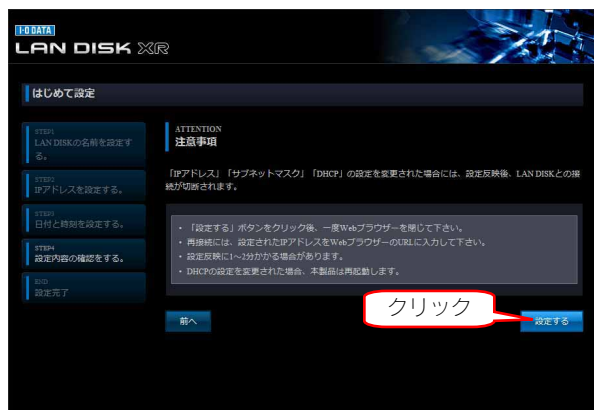 I-O DATA
LAN DISK XR
はじめて設定
STEP1
LAN DISKの名前を設定す
る。
STEP2
IPアドレスを設定する。
STEP3
日付と時刻を設定する。
STEP4
設定内容の確認をする。
END
設定完了
ATTENTION
注意事項
「IPアドレス」「サブネットマスク」「DHCP」の設定を変更された場合には、設定反映後、LAN DISKとの接
続が切断されます。
・「設定する」ボタンをクリック後、一度Webブラウザーを閉じて下さい。
・再接続には、設定されたIPアドレスをWebブラウザーのURLに入力して下さい。
・設定反映に1～2分かかる場合があります。
・DHCPの設定を変更された場合、本製品は再起動します。
クリック
前へ
設定する